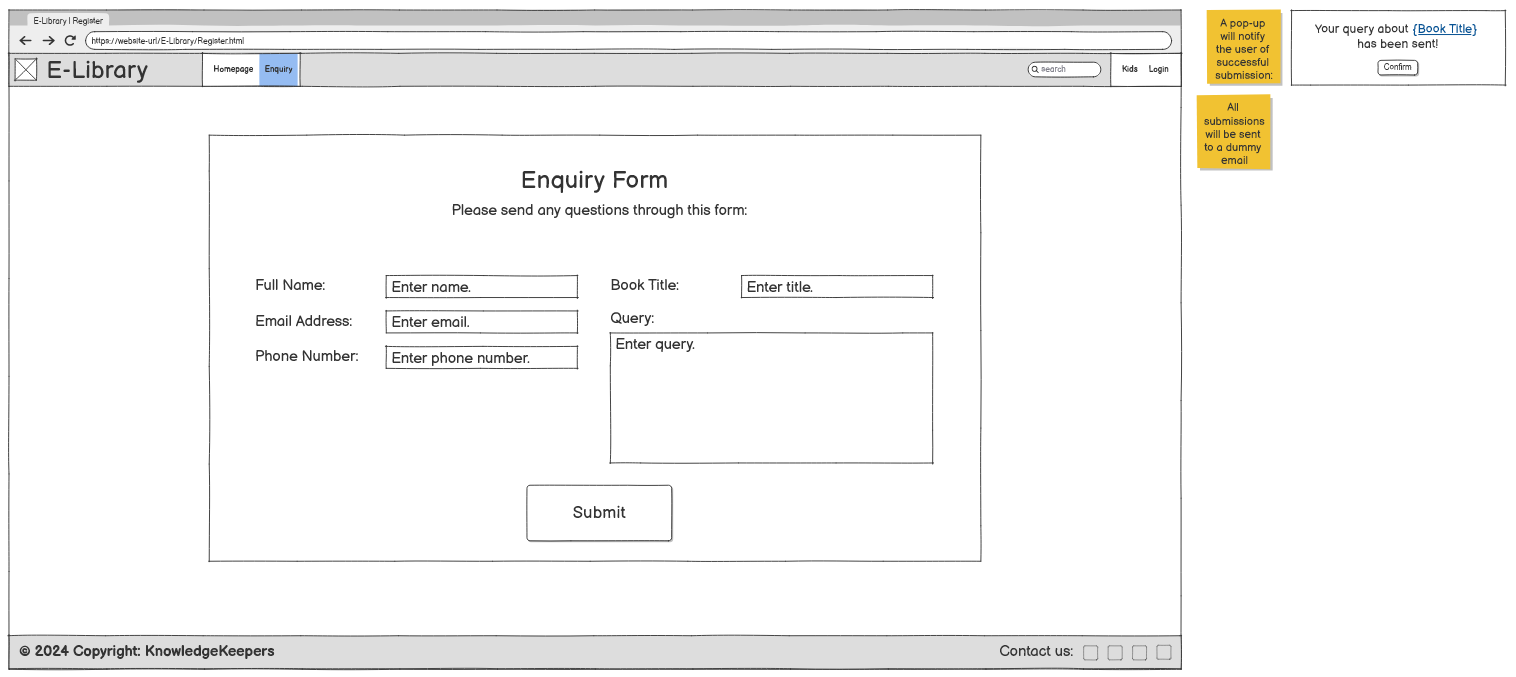 E-Library | Register
https://website-url/E-Library/Register.html
E-Library
Homepage
Enquiry
search
Kids
Login
Enquiry Form
Please send any questions through this form:
Full Name:
Enter name.
Email Address:
Enter email.
Phone Number:
Enter phone number.
Book Title:
Enter title.
Query:
Enter query.
Submit
© 2024 Copyright: KnowledgeKeepers
Contact us:
A pop-up
will notify
the user of
successful
submission:
Your query about {Book Title}
has been sent!
Confirm
All
submissions
will be sent
to a dummy
email